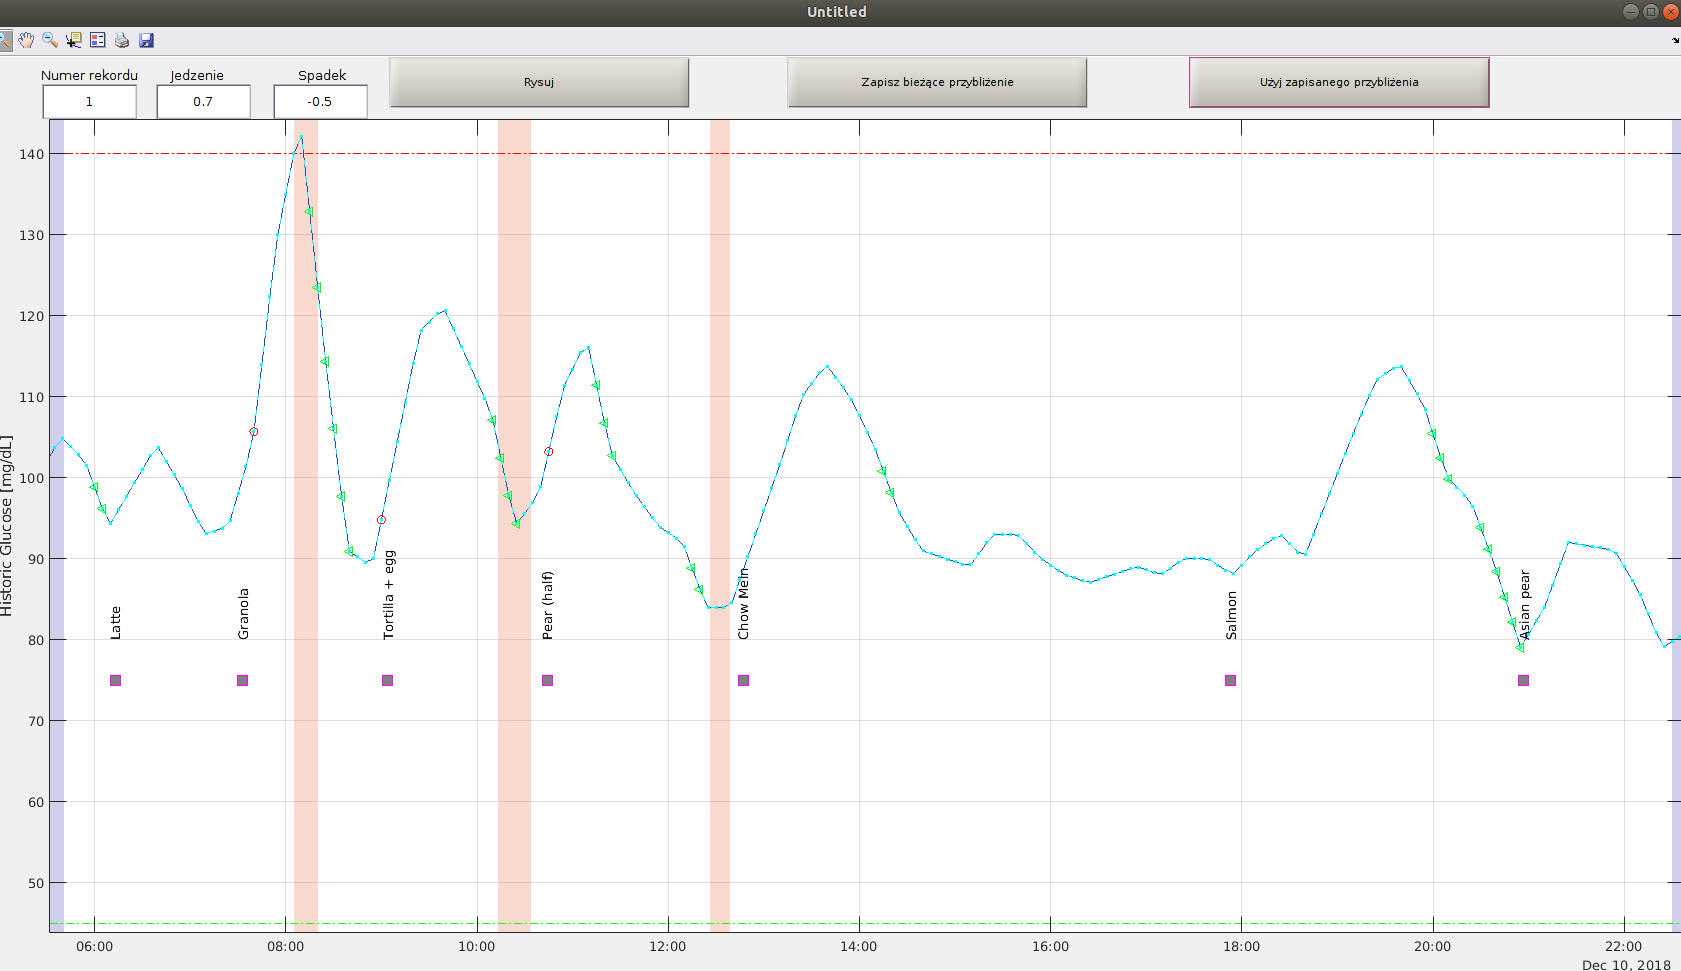 Untitled
Numer rekordu
Jedzenie
Spadek
1
0.7
-0.5
Rysuj
Zapisz bieżące przybliżenie
Użyj zapisanego przybliżenia
Historic Glucose [mg/dL]
140
130
120
110
100
90
80
70
60
50
Latte
Granola
Tortilla + egg
Pear (half)
Chow Mein
Salmon
Asian pear
06:00
08:00
10:00
12:00
14:00
16:00
18:00
20:00
22:00
Dec 10, 2018